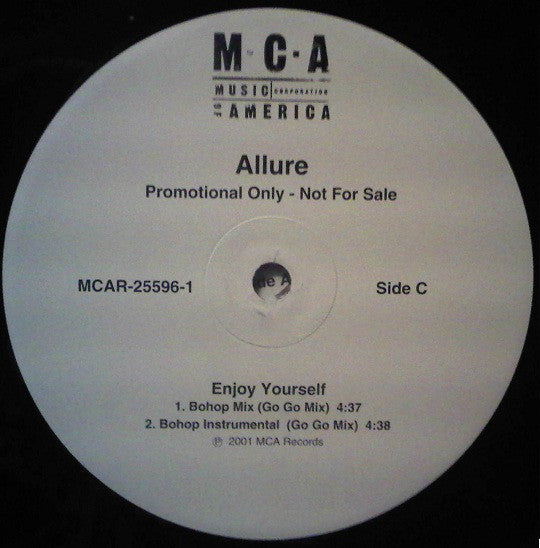 M·C·A
MUSIC CORPORATION
OF AMERICA
Allure
Promotional Only - Not For Sale
MCAR-25596-1
de A
Side C
Enjoy Yourself
1. Bohop Mix (Go Go Mix) 4:37
2. Bohop Instrumental (Go Go Mix) 4:38
℗ 2001 MCA Records